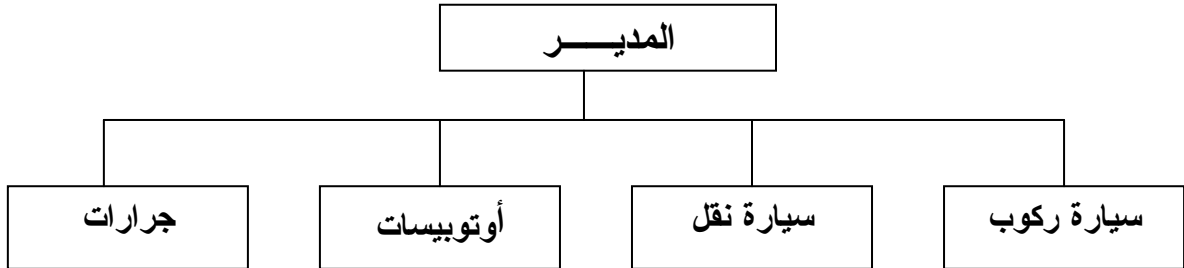 المديـــــر
سيارة ركوب
سيارة نقل
أوتوبيسات
جرارات